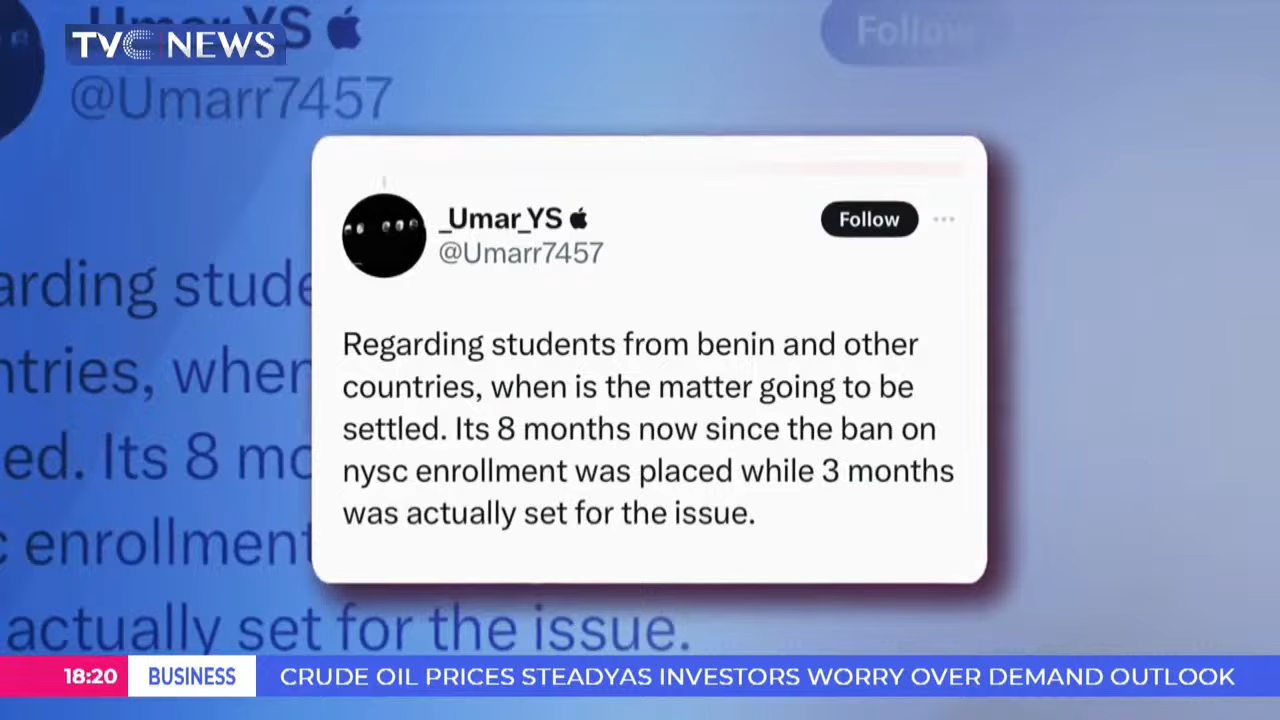 Umar YS
Follow
TVC NEWS
@Umarr7457
_Umar_YS
@Umarr7457
Follow
Regarding students from benin and other
countries, when is the matter going to be
settled. Its 8 months now since the ban on
nysc enrollment was placed while 3 months
was actually set for the issue.
arding stude
ntries, when
ed. Its 8 mo
c enrollment
actually set for the issue.
18:20
BUSINESS
CRUDE OIL PRICES STEADYAS INVESTORS WORRY OVER DEMAND OUTLOOK